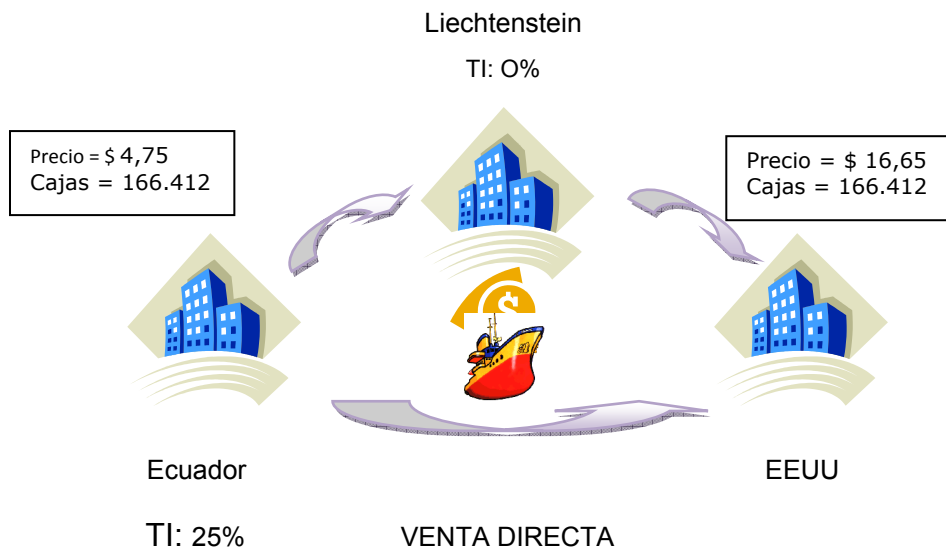 Liechtenstein
TI: O%
Precio = $ 4,75
Cajas = 166.412
Precio = $ 16,65
Cajas = 166.412
$
Ecuador
EEUU
TI: 25%
VENTA DIRECTA